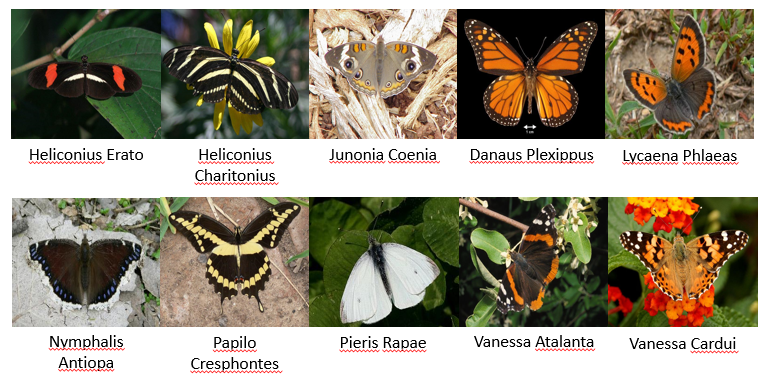 Heliconius Erato
Heliconius
Charitonius
Junonia Coenia
Danaus Plexippus
Lycaena Phlaeas
Nymphalis
Antiopa
Papilo
Cresphontes
Pieris Rapae
Vanessa Atalanta
Vanessa Cardui